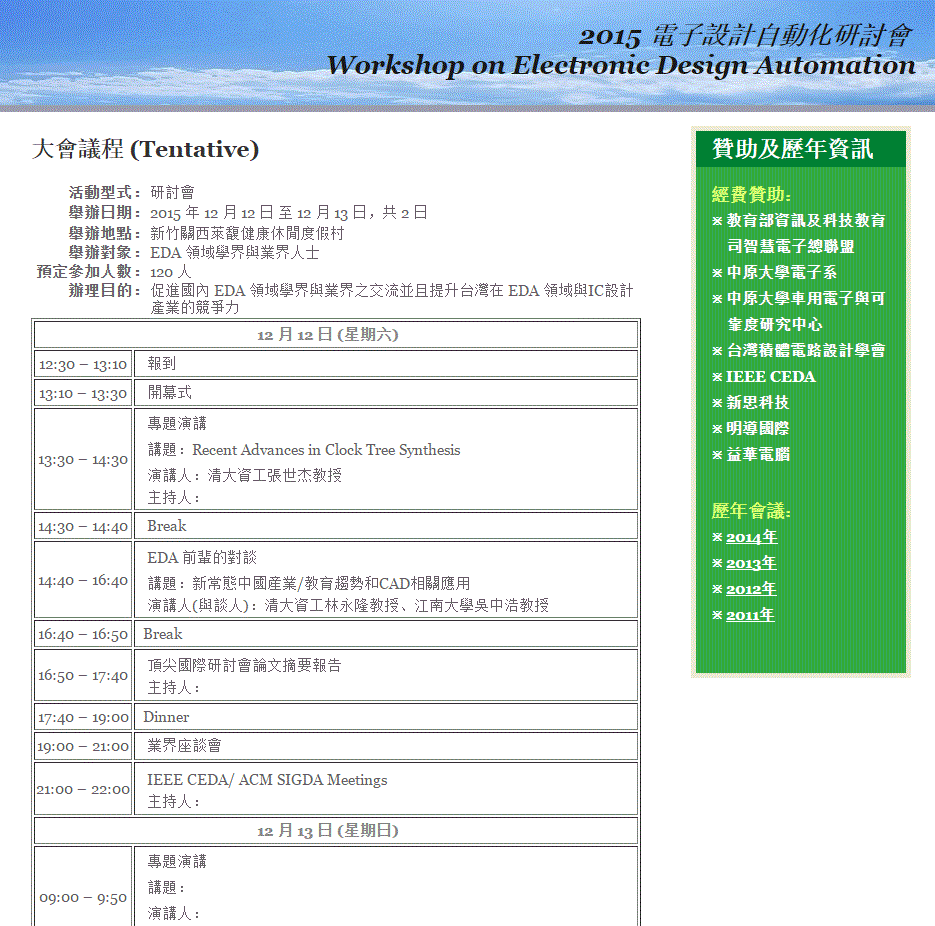 2015 電子設計自動化研討會
Workshop on Electronic Design Automation
大會議程 (Tentative)
活動型式： 研討會
舉辦日期： 2015 年 12 月 12 日 至 12 月 13 日，共 2 日
舉辦地點： 新竹關西萊馥健康休閒度假村
舉辦對象： EDA 領域學界與業界人士
預定參加人數： 120 人
辦理目的： 促進國內 EDA 領域學界與業界之交流並且提升台灣在 EDA 領域與IC設計
產業的競爭力
12 月 12 日 (星期六)
12:30 – 13:10 報到
13:10 – 13:30 開幕式
13:30 – 14:30
專題演講
講題：Recent Advances in Clock Tree Synthesis
演講人：清大資工張世杰教授
主持人：
14:30 – 14:40 Break
14:40 – 16:40
EDA 前輩的對談
講題：新常態中國產業/教育趨勢和CAD相關應用
演講人(與談人)：清大資工林永隆教授、江南大學吳中浩教授
16:40 – 16:50 Break
16:50 – 17:40
頂尖國際研討會論文摘要報告
主持人：
17:40 – 19:00 Dinner
19:00 – 21:00 業界座談會
21:00 – 22:00
IEEE CEDA/ ACM SIGDA Meetings
主持人：
12 月 13 日 (星期日)
09:00 – 9:50
專題演講
講題：
演講人：
贊助及歷年資訊
經費贊助:
※ 教育部資訊及科技教育
司智慧電子總聯盟
※ 中原大學電子系
※ 中原大學車用電子與可
靠度研究中心
※ 台灣積體電路設計學會
※ IEEE CEDA
※ 新思科技
※ 明導國際
※ 益華電腦
歷年會議:
※ 2014年
※ 2013年
※ 2012年
※ 2011年